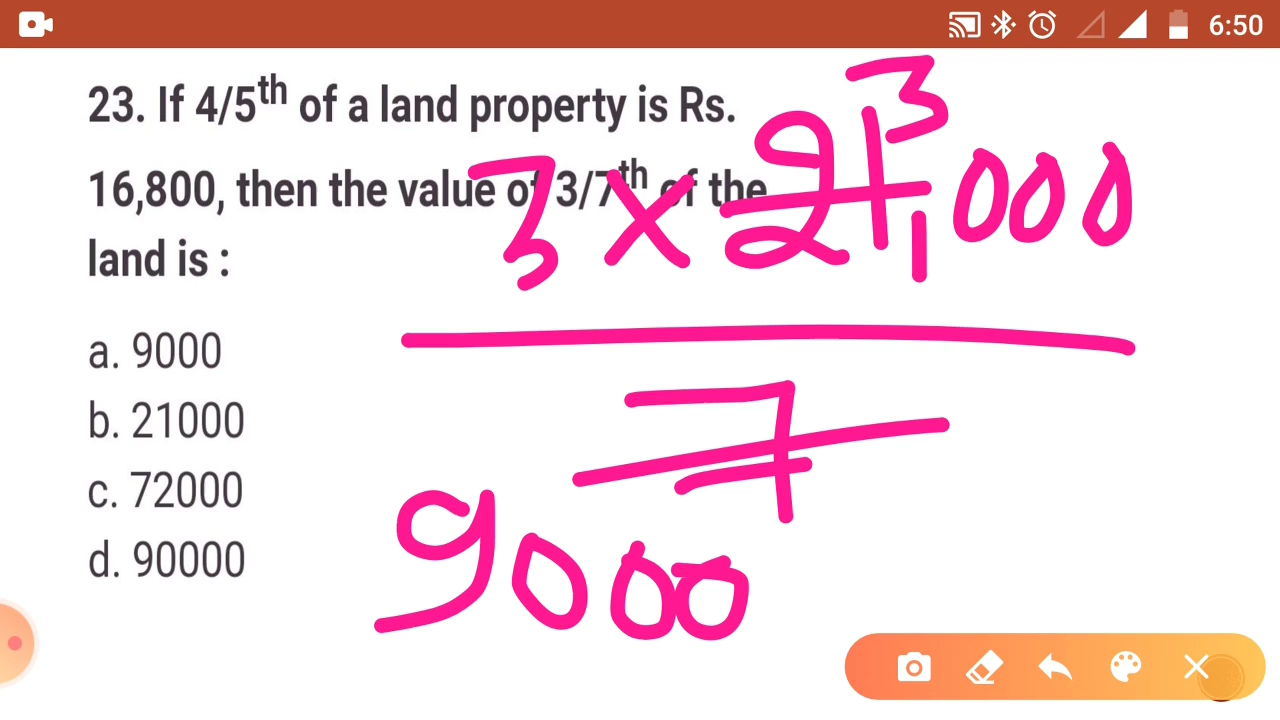 6:50
23. If 4/5th of a land property is Rs.
16,800, then the value of 3/7th of the
land is :
a. 9000
b. 21000
c. 72000
d. 90000
3 × 21,000 3
7
9000